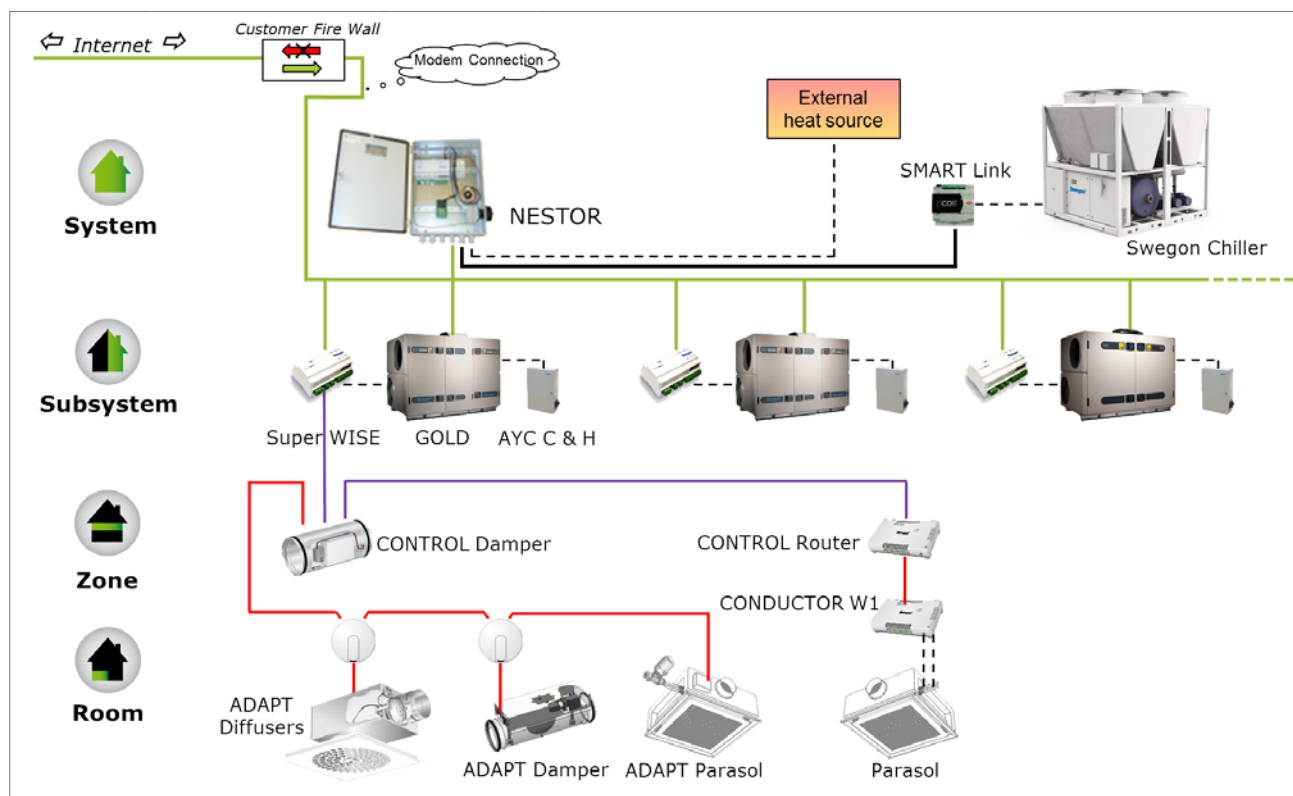 Customer Fire Wall
Internet
Modem Connection
External
heat source
SMART Link
NESTOR
System
Swegon Chiller
Subsystem
Super WISE
GOLD
AYC C & H
CONTROL Damper
CONTROL Router
Zone
CONDUCTOR W1
Room
ADAPT
Diffusers
ADAPT Damper
ADAPT Parasol
Parasol